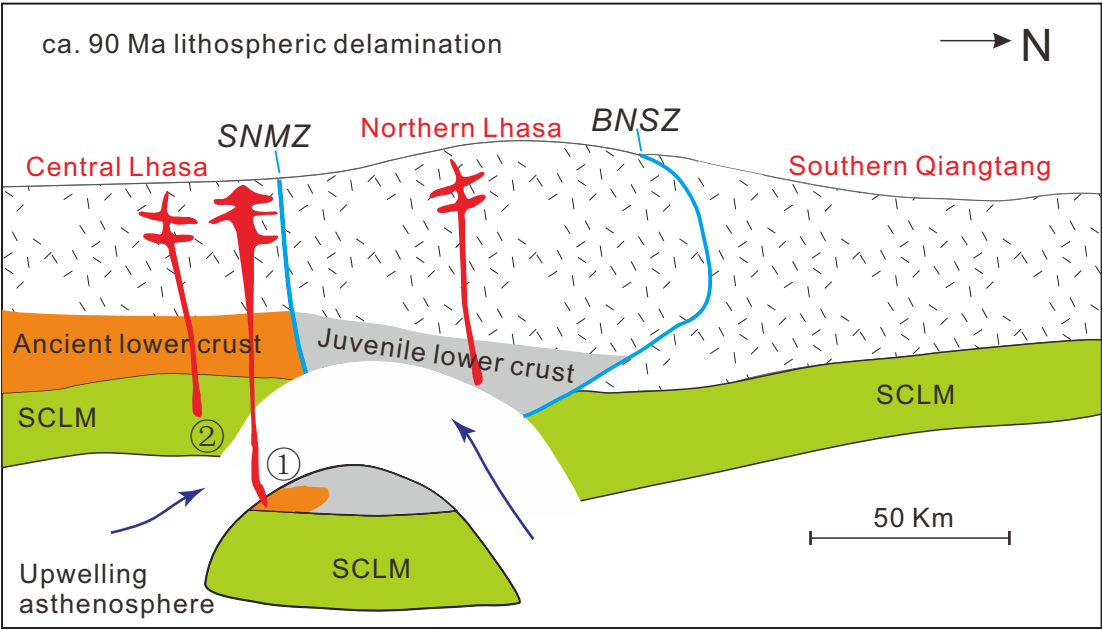 ca. 90 Ma lithospheric delamination
N
SNMZ
Northern Lhasa
BNSZ
Central Lhasa
Southern Qiangtang
Ancient lower crust
Juvenile lower crust
SCLM
SCLM
②
①
50 Km
SCLM
Upwelling
asthenosphere